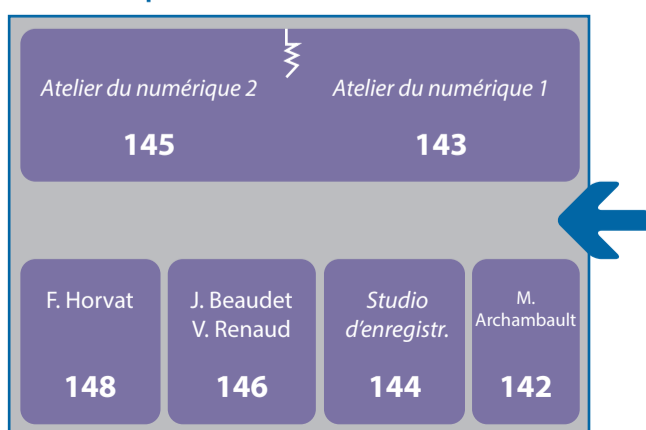 Atelier du numérique 2
145
Atelier du numérique 1
143
F. Horvat
148
J. Beaudet
V. Renaud
146
Studio
d'enregistr.
144
M.
Archambault
142